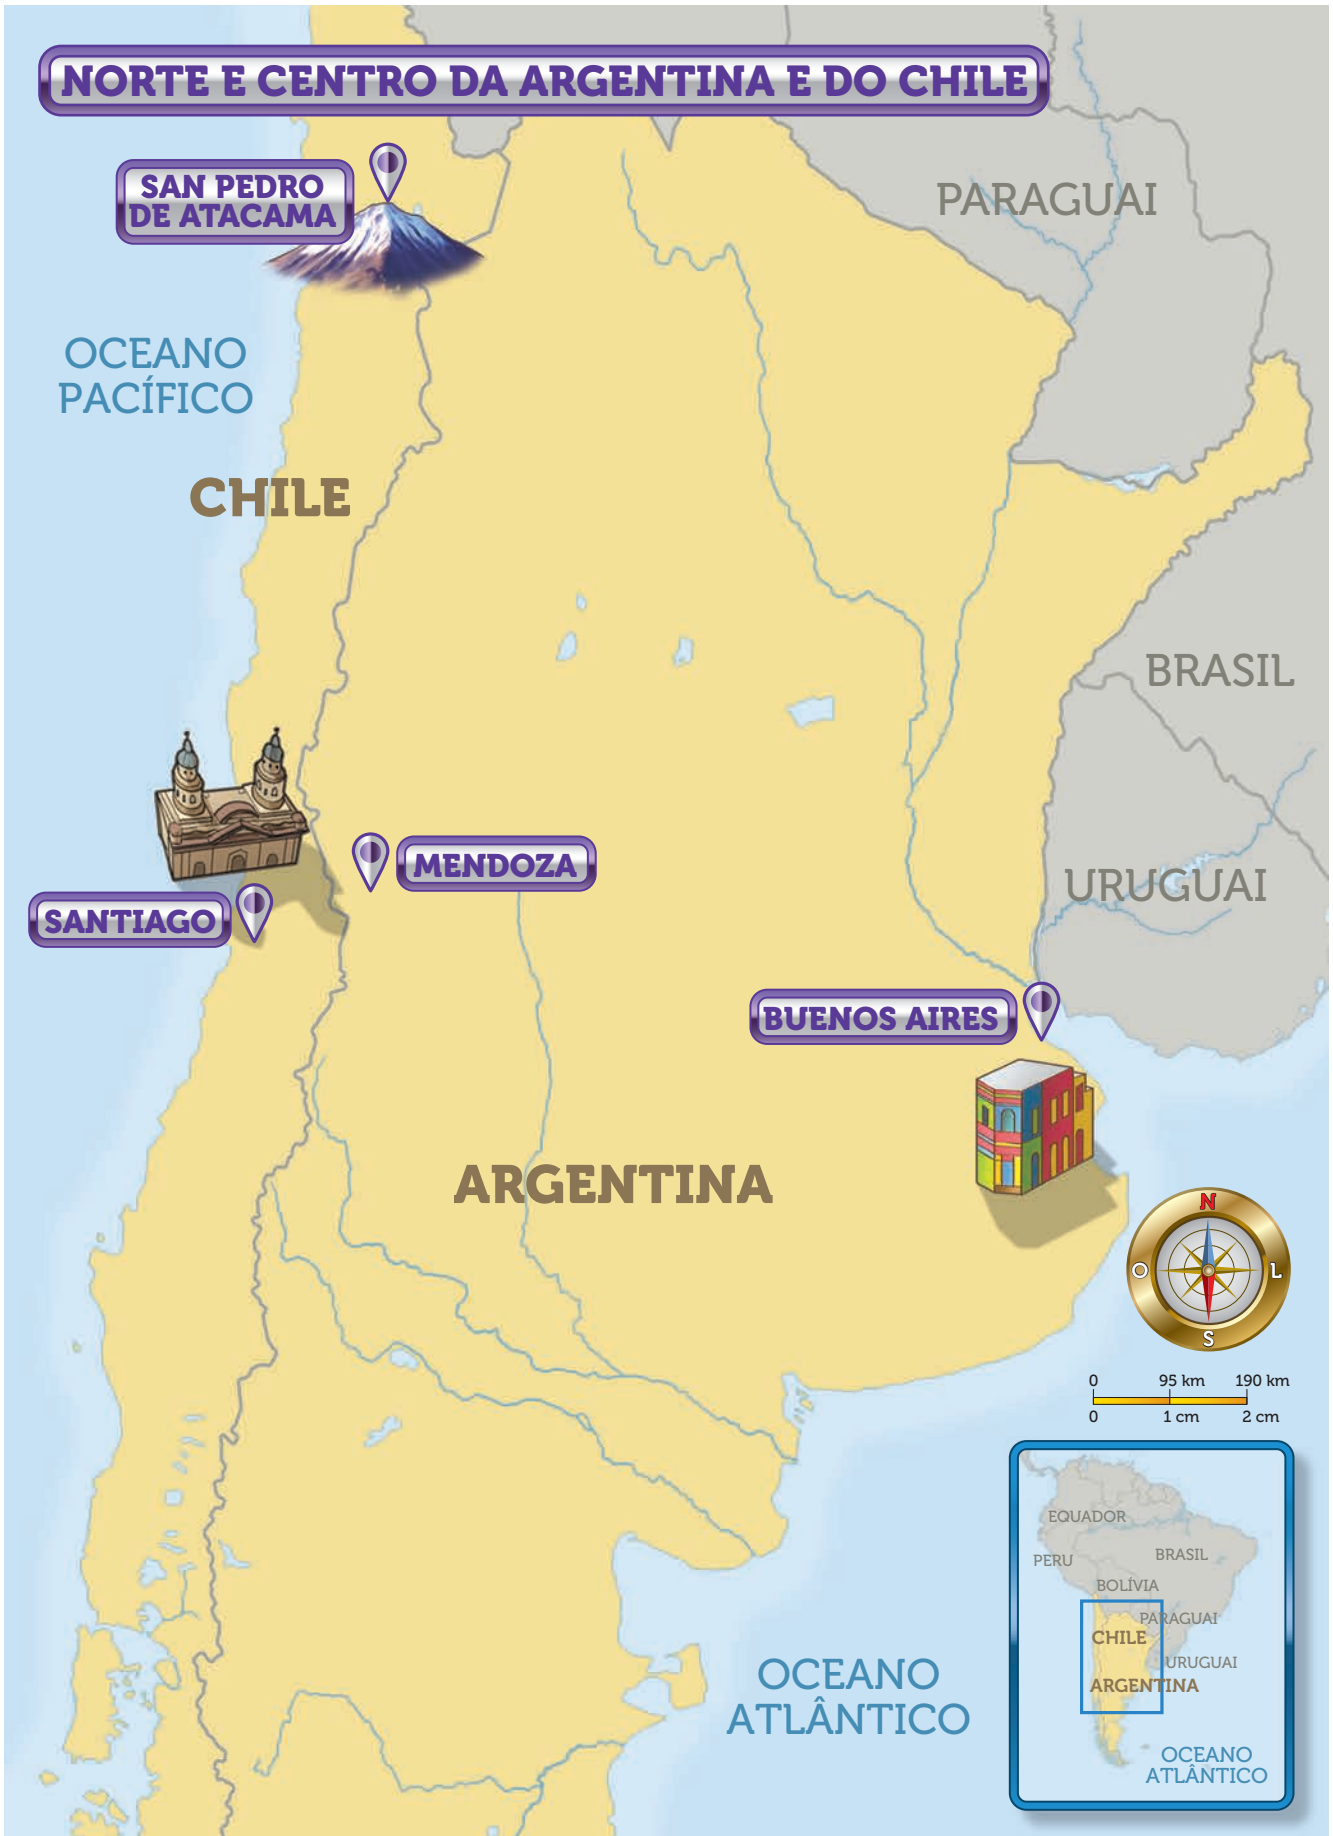 NORTE E CENTRO DA ARGENTINA E DO CHILE
SAN PEDRO
DE ATACAMA
PARAGUAI
OCEANO
PACÍFICO
CHILE
BRASIL
MENDOZA
URUGUAI
SANTIAGO
BUENOS AIRES
ARGENTINA
N
O
L
S
0 95 km 190 km
0 1 cm 2 cm
EQUADOR
PERU
BRASIL
BOLÍVIA
PARAGUAI
CHILE
URUGUAI
ARGENTINA
OCEANO
ATLÂNTICO
OCEANO
ATLÂNTICO